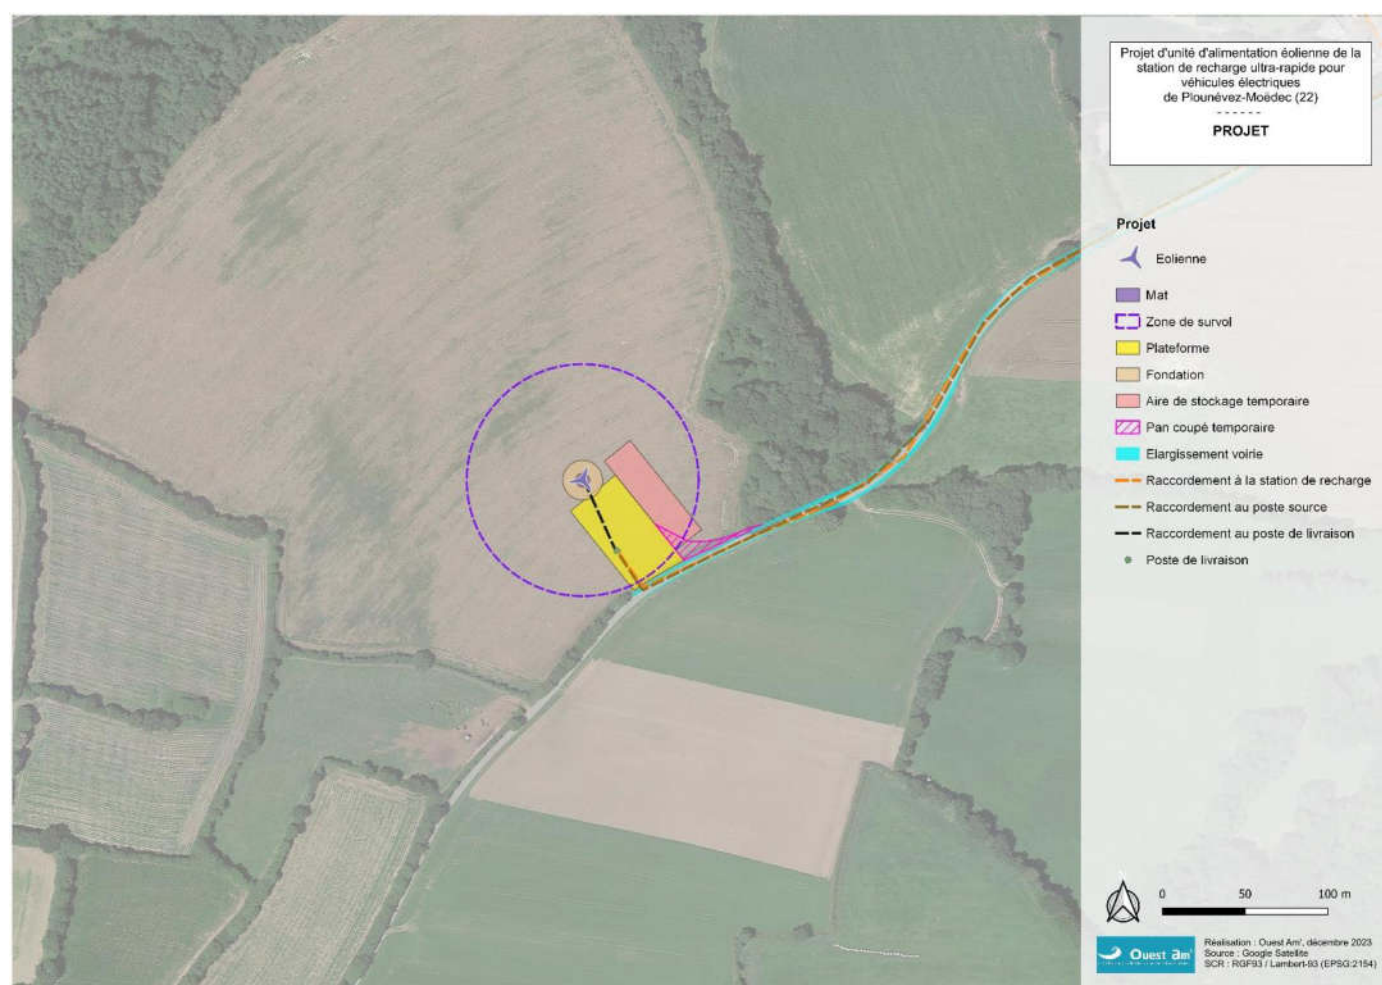 Projet d'unité d'alimentation éolienne de la
station de recharge ultra-rapide pour
véhicules électriques
de Plounévez-Moëdec (22)
------
PROJET
Projet
Eolienne
Mat
Zone de survol
Plateforme
Fondation
Aire de stockage temporaire
Pan coupé temporaire
Elargissement voirie
Raccordement à la station de recharge
Raccordement au poste source
Raccordement au poste de livraison
Poste de livraison
0 50 100 m
Ouest am'
Réalisation : Ouest Am', décembre 2023
Source : Google Satellite
SCR : RGF93 / Lambert-93 (EPSG:2154)